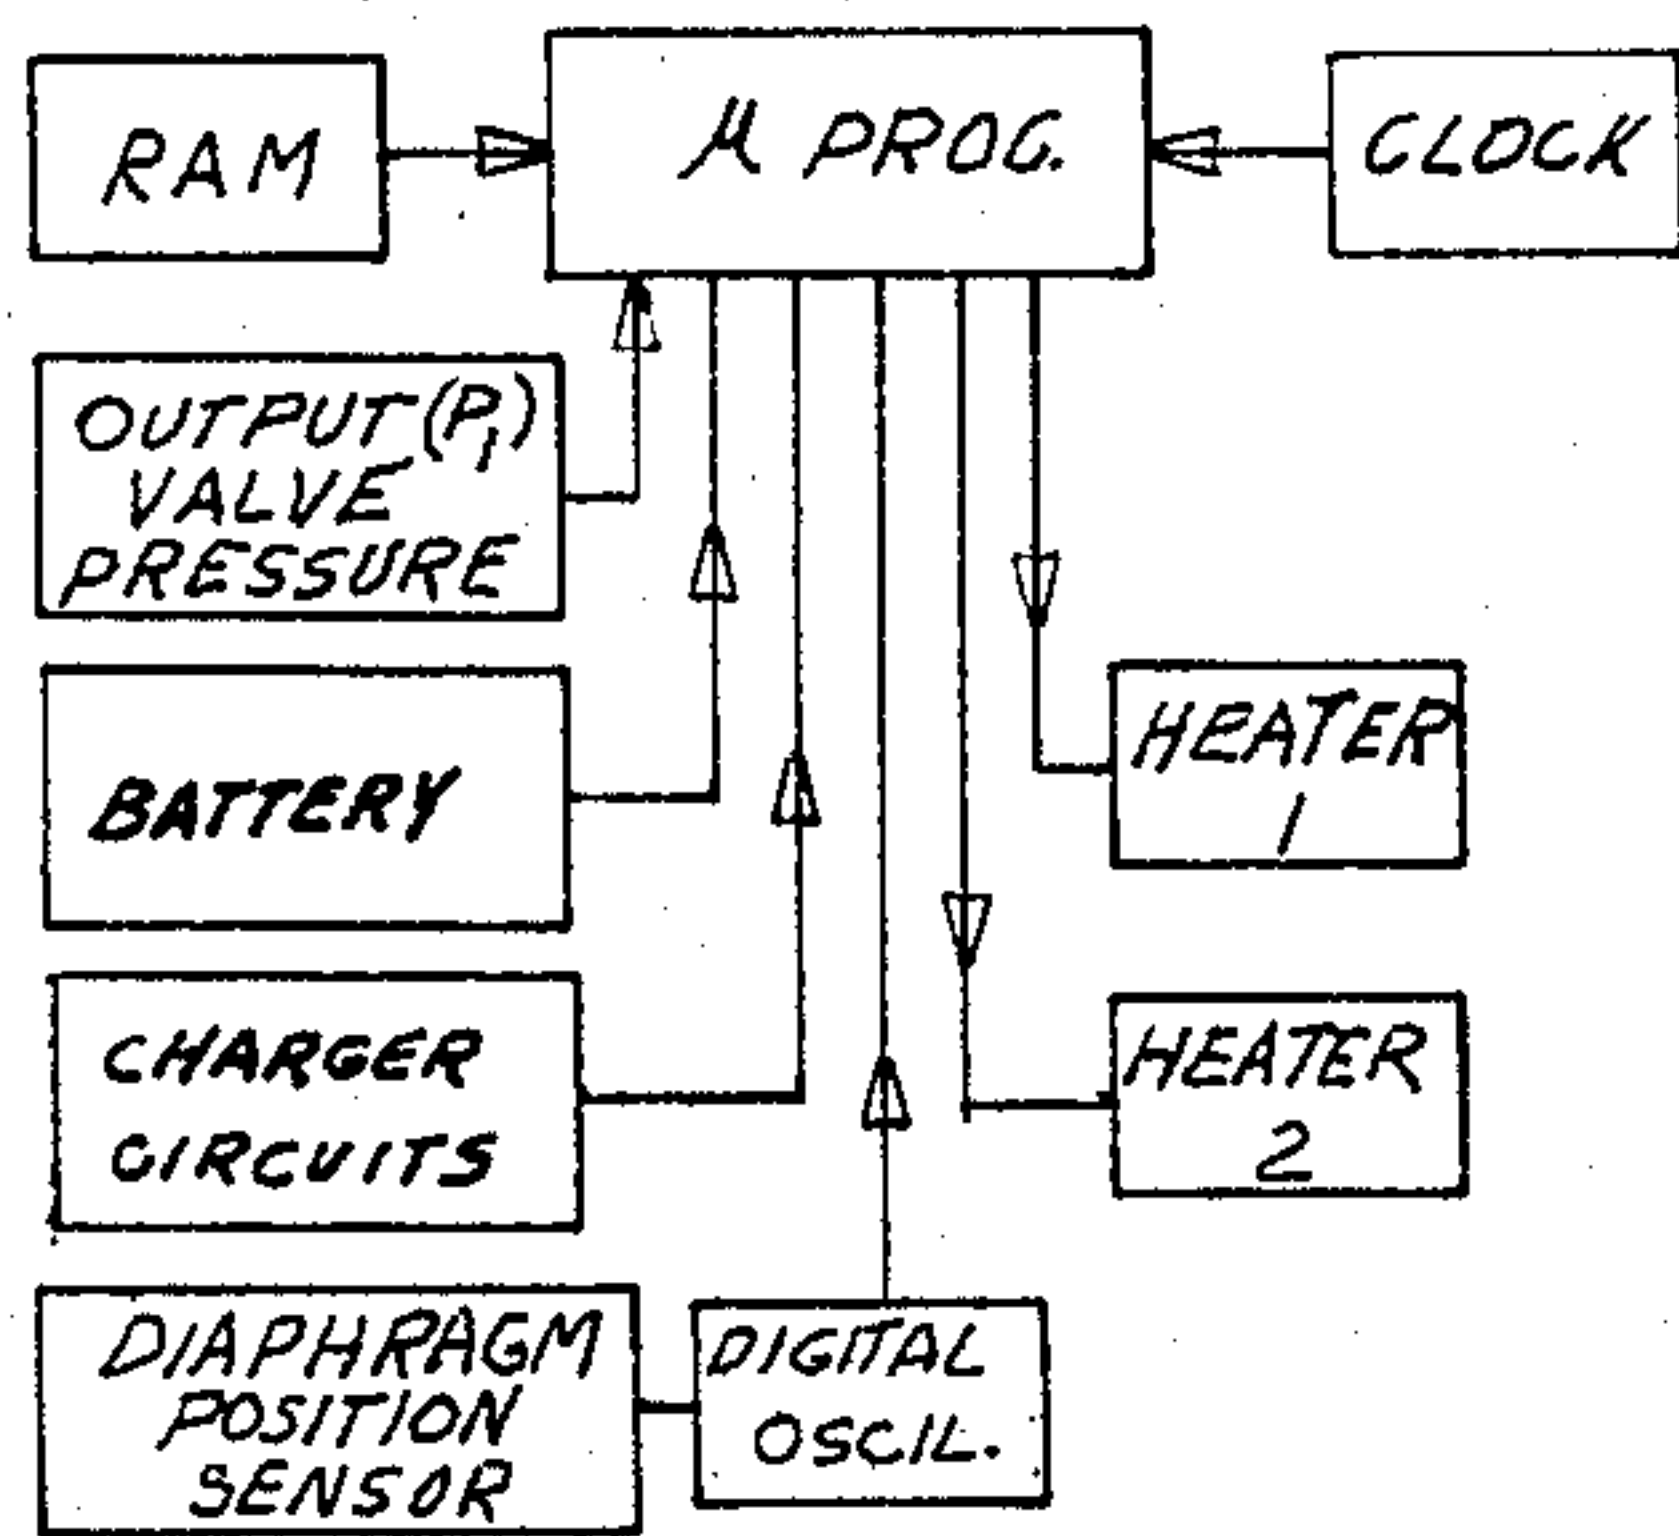 RAM
μ PROG.
CLOCK
OUTPUT (P1)
VALVE
PRESSURE
BATTERY
HEATER
1
CHARGER
CIRCUITS
HEATER
2
DIAPHRAGM
POSITION
SENSOR
DIGITAL
OSCIL.